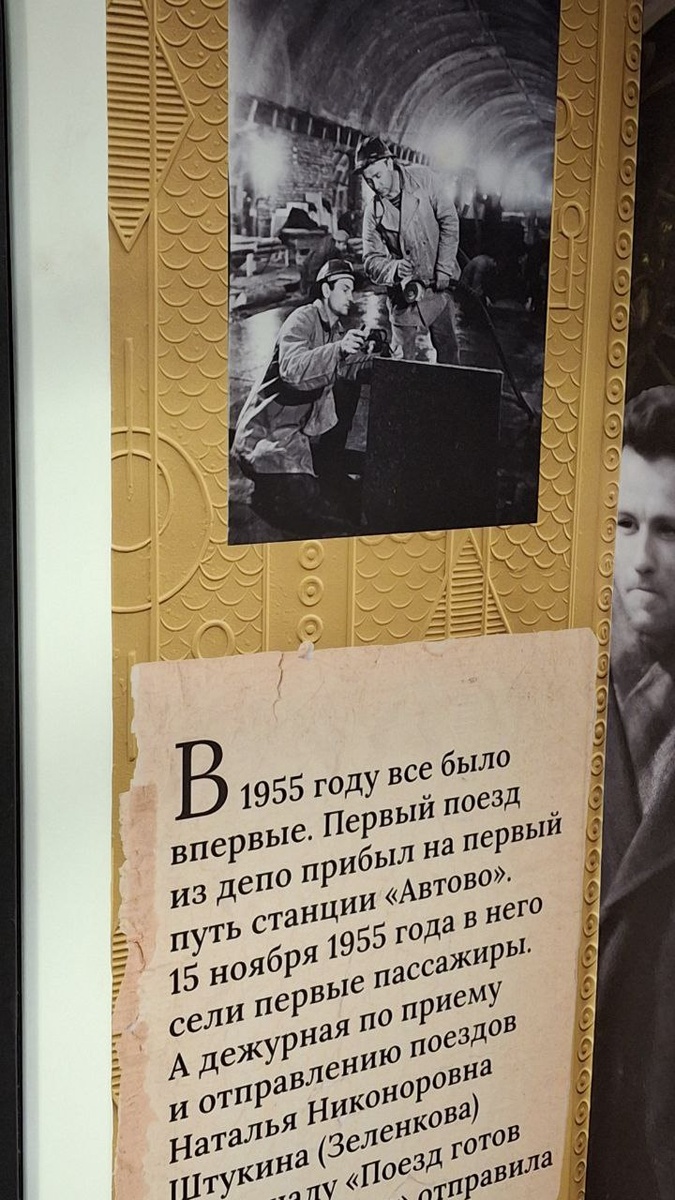 В 1955 году все было
впервые. Первый поезд
из депо прибыл на первый
путь станции «Автово».
15 ноября 1955 года в него
сели первые пассажиры.
А дежурная по приему
и отправлению поездов
Наталья Никоноровна
Штукина (Зеленкова)
«Поезд готов
отправила